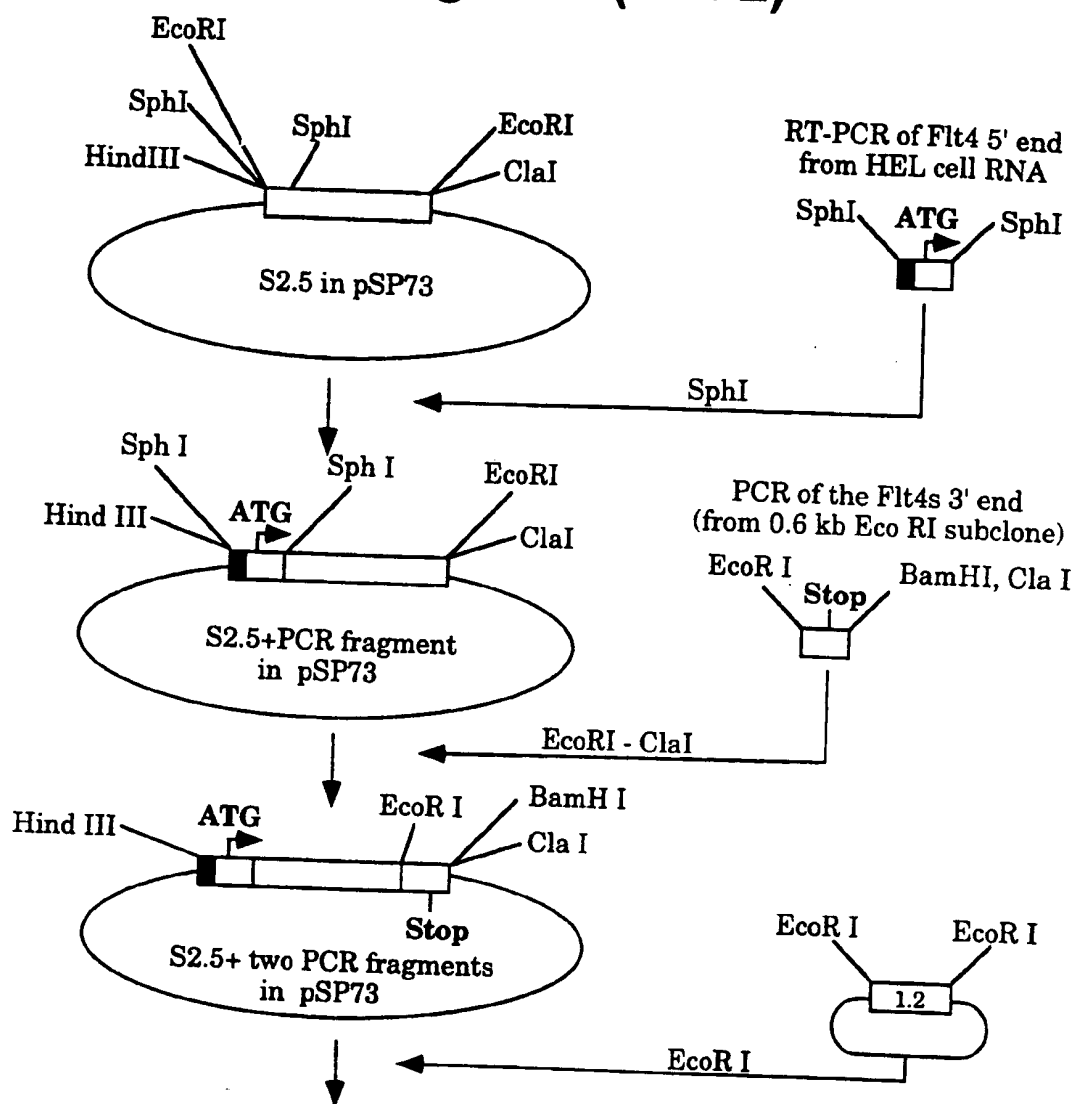 EcoRI
SphI
SphI
EcoRI
HindIII
ClaI
S2.5 in pSP73
RT-PCR of Flt4 5' end
from HEL cell RNA
SphI
ATG
SphI
SphI
Sph I
Sph I
EcoRI
Hind III
ATG
ClaI
S2.5+PCR fragment
in pSP73
PCR of the Flt4s 3' end
(from 0.6 kb Eco RI subclone)
EcoR I
Stop
BamHI, Cla I
EcoRI - ClaI
Hind III
ATG
EcoR I
BamH I
Cla I
Stop
S2.5+ two PCR fragments
in pSP73
EcoR I
EcoR I
1.2
EcoR I